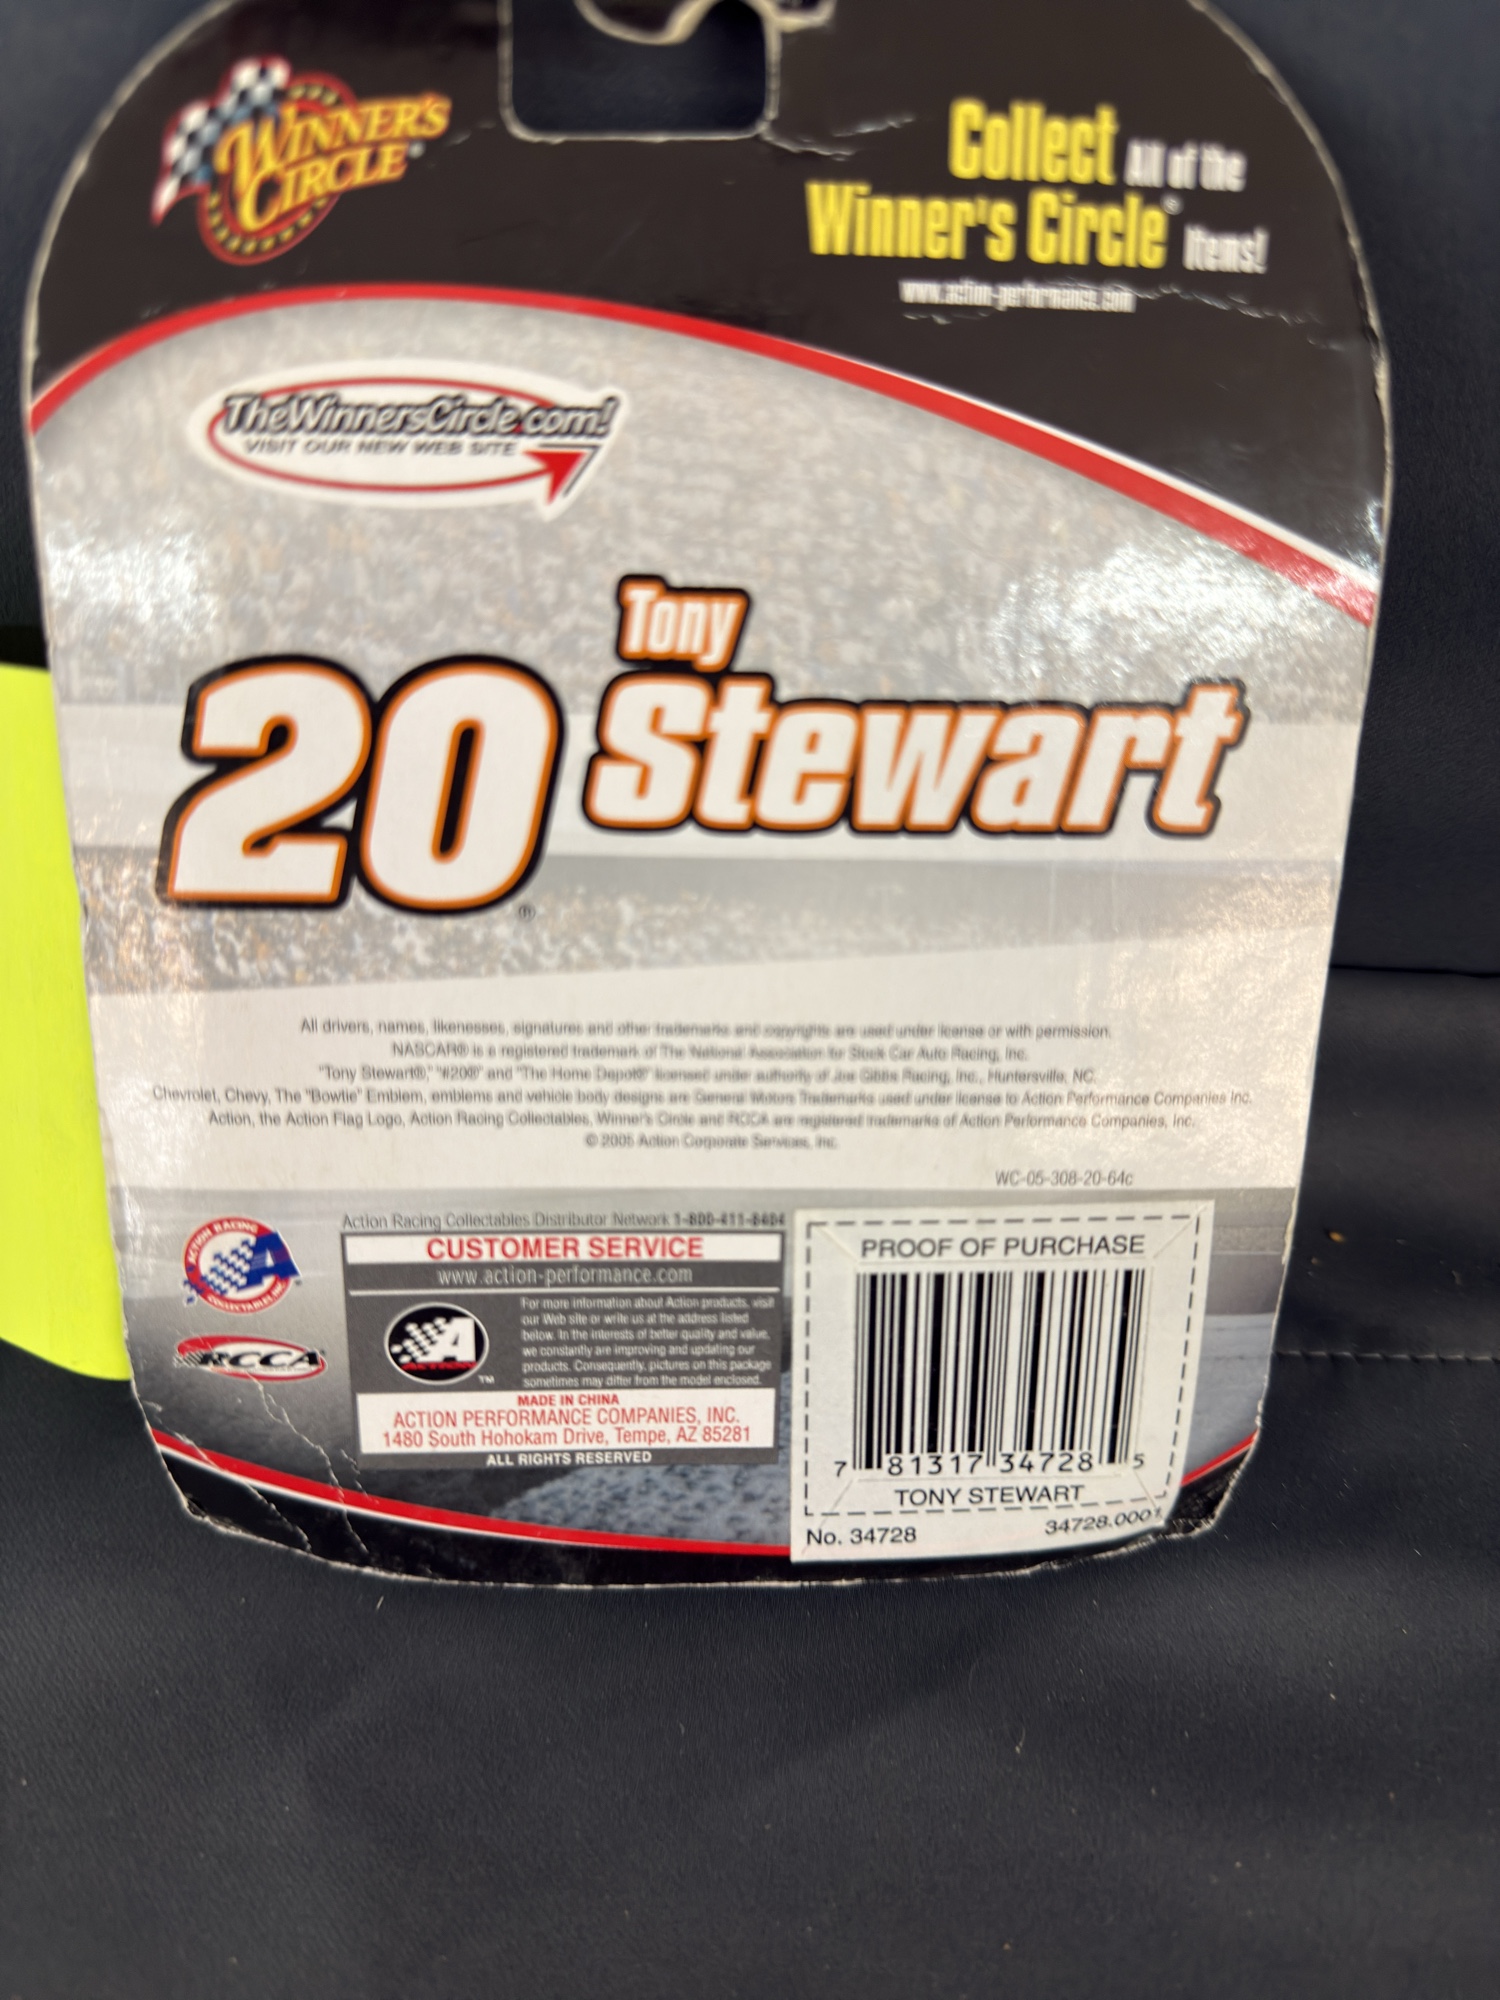 WINNER'S
CIRCLE®
Collect All of the
Winner's Circle® Items!
www.action-performance.com
TheWinnersCircle.com!
VISIT OUR NEW WEB SITE
Tony
20 Stewart
®
All drivers, names, likenesses, signatures and other trademarks and copyrights are used under license or with permission.
NASCAR® is a registered trademark of The National Association for Stock Car Auto Racing, Inc.
"Tony Stewart®," "#20®" and "The Home Depot®" licensed under authority of Joe Gibbs Racing, Inc., Huntersville, NC.
Chevrolet, Chevy, The "Bowtie" Emblem, emblems and vehicle body designs are General Motors Trademarks used under license to Action Performance Companies Inc.
Action, the Action Flag Logo, Action Racing Collectables, Winner's Circle and RCCA are registered trademarks of Action Performance Companies, Inc.
© 2005 Action Corporate Services, Inc.
WC-05-308-20-64c
ACTION RACING
A
COLLECTABLES, INC.
RCCA
Action Racing Collectables Distributor Network 1-800-411-8404
CUSTOMER SERVICE
www.action-performance.com
A
ACTION
TM
For more information about Action products, visit
our Web site or write us at the address listed
below. In the interests of better quality and value,
we constantly are improving and updating our
products. Consequently, pictures on this package
sometimes may differ from the model enclosed.
MADE IN CHINA
ACTION PERFORMANCE COMPANIES, INC.
1480 South Hohokam Drive, Tempe, AZ 85281
ALL RIGHTS RESERVED
PROOF OF PURCHASE
7 81317 34728 5
TONY STEWART
No. 34728
34728.0001